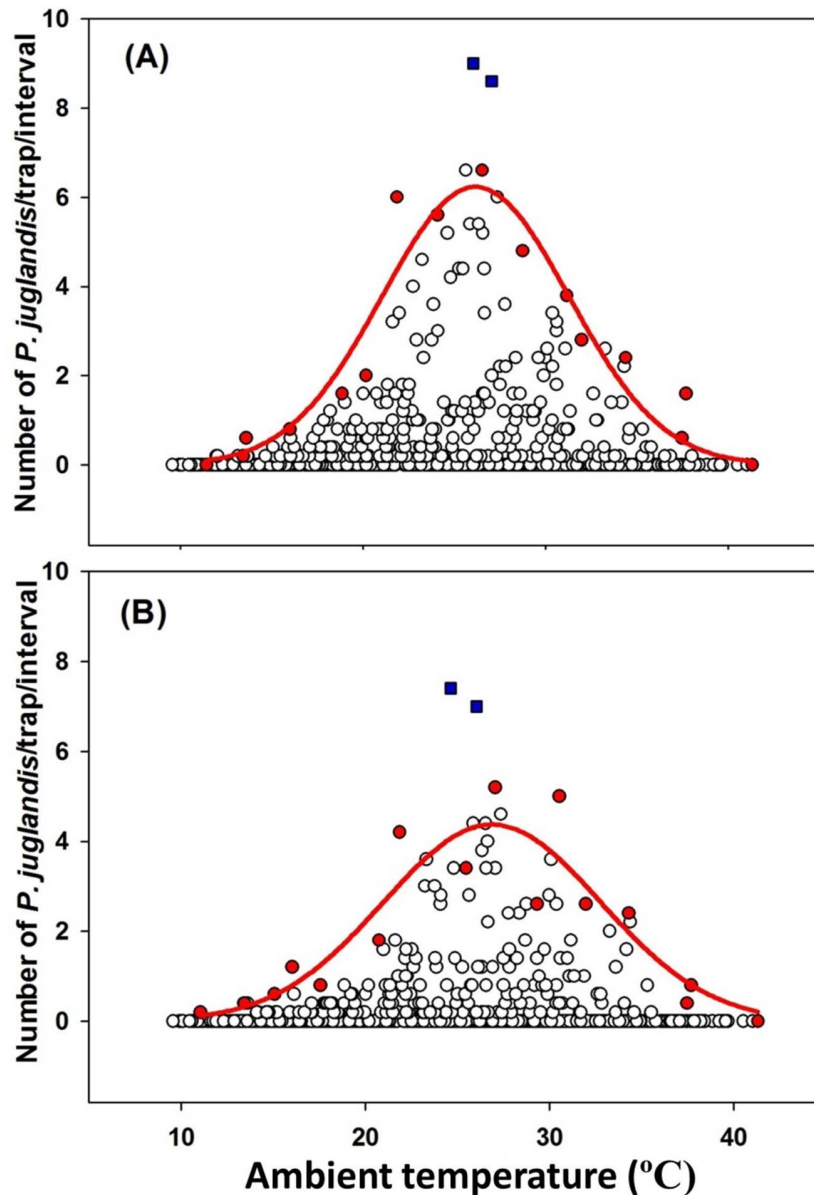 (A)
Number of P. juglandis/trap/interval
10
8
6
4
2
0
(B)
Number of P. juglandis/trap/interval
10
8
6
4
2
0
10 20 30 40
Ambient temperature (ºC)